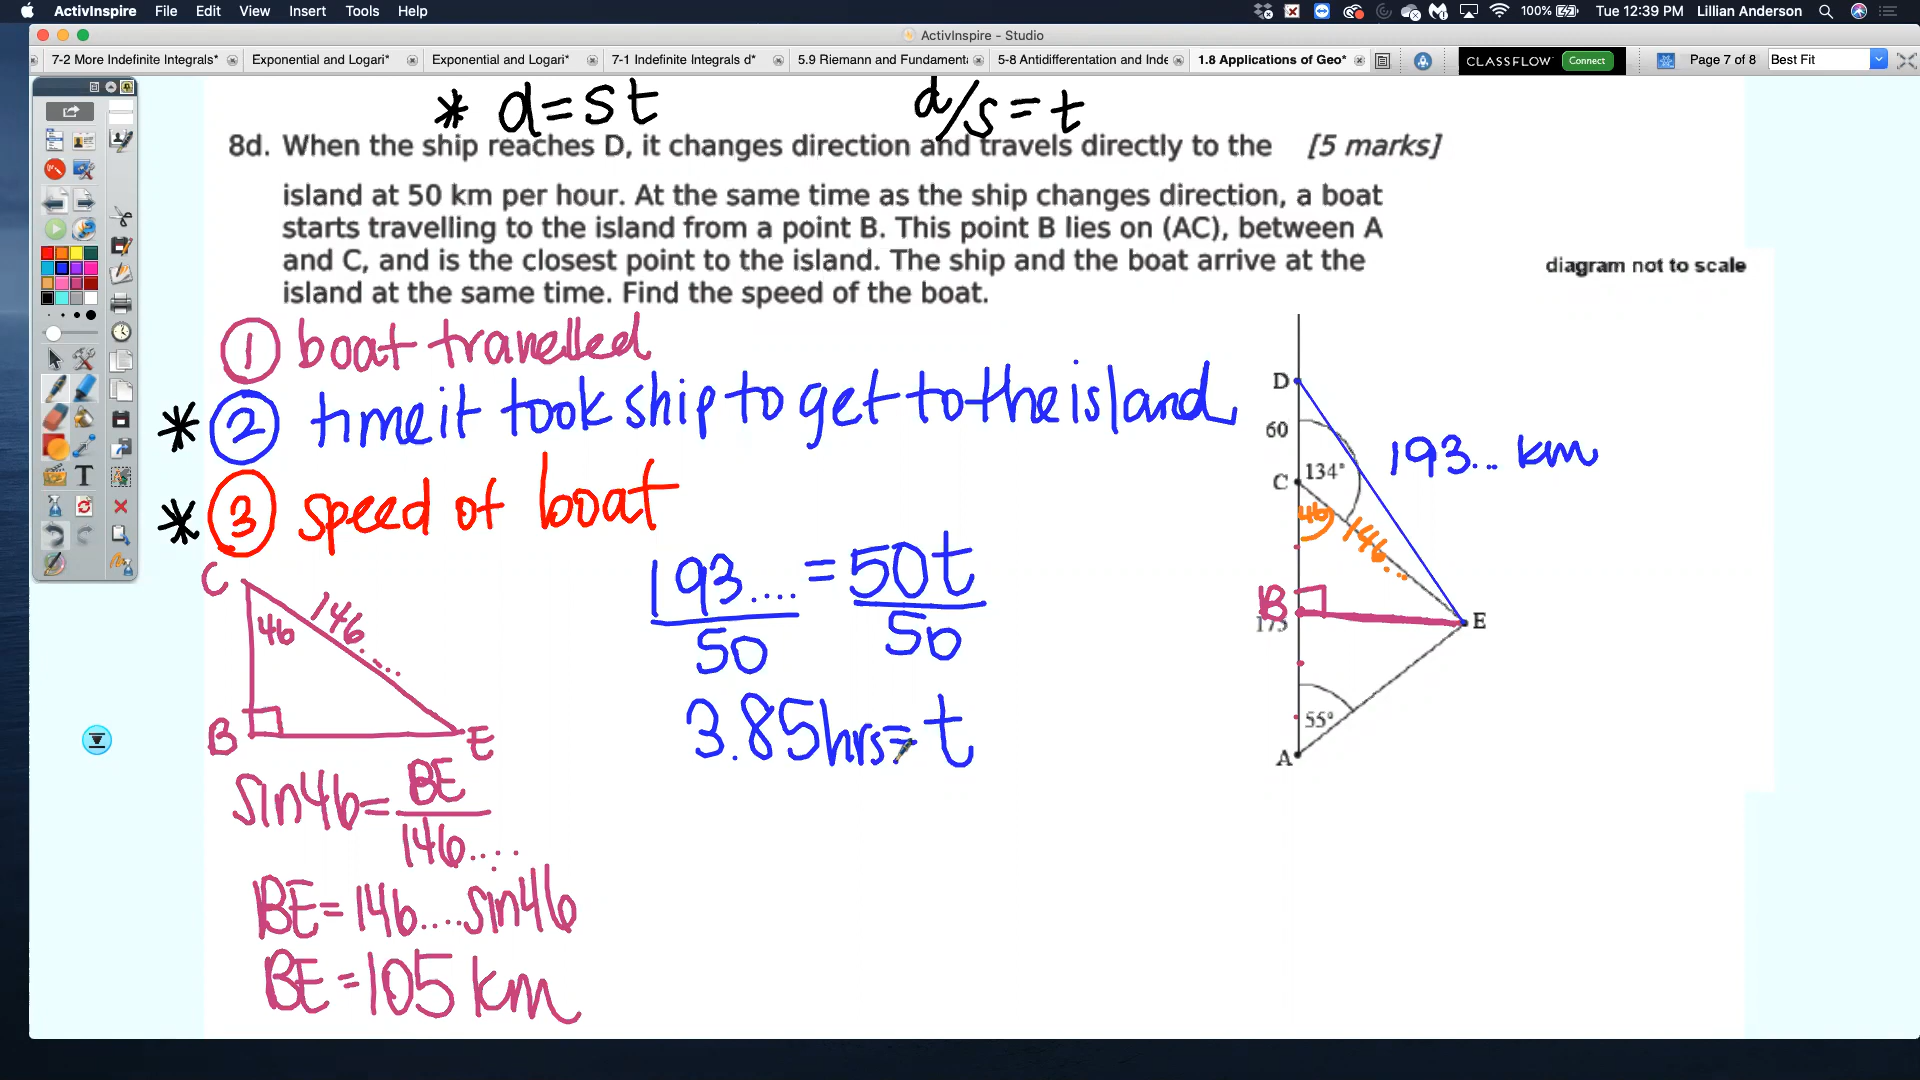 ActivInspire File Edit View Insert Tools Help 100% Tue 12:39 PM Lillian Anderson
ActivInspire - Studio
7-2 More Indefinite Integrals* Exponential and Logari* Exponential and Logari* 7-1 Indefinite Integrals d* 5.9 Riemann and Fundament 5-8 Antidifferentation and Inde 1.8 Applications of Geo* CLASSFLOW Connect Page 7 of 8 Best Fit
* d=st d/s=t
8d. When the ship reaches D, it changes direction and travels directly to the [5 marks]
island at 50 km per hour. At the same time as the ship changes direction, a boat
starts travelling to the island from a point B. This point B lies on (AC), between A
and C, and is the closest point to the island. The ship and the boat arrive at the
island at the same time. Find the speed of the boat.
diagram not to scale
① boat travelled
* ② time it took ship to get to the island
* ③ speed of boat
D
60
C 134°
193... km
46
146...
B
175
E
55°
A
C
46
146....
B
E
sin46=BE/146....
BE=146....sin46
BE=105 km
193....=50t
50 50
3.85hrs=t
T